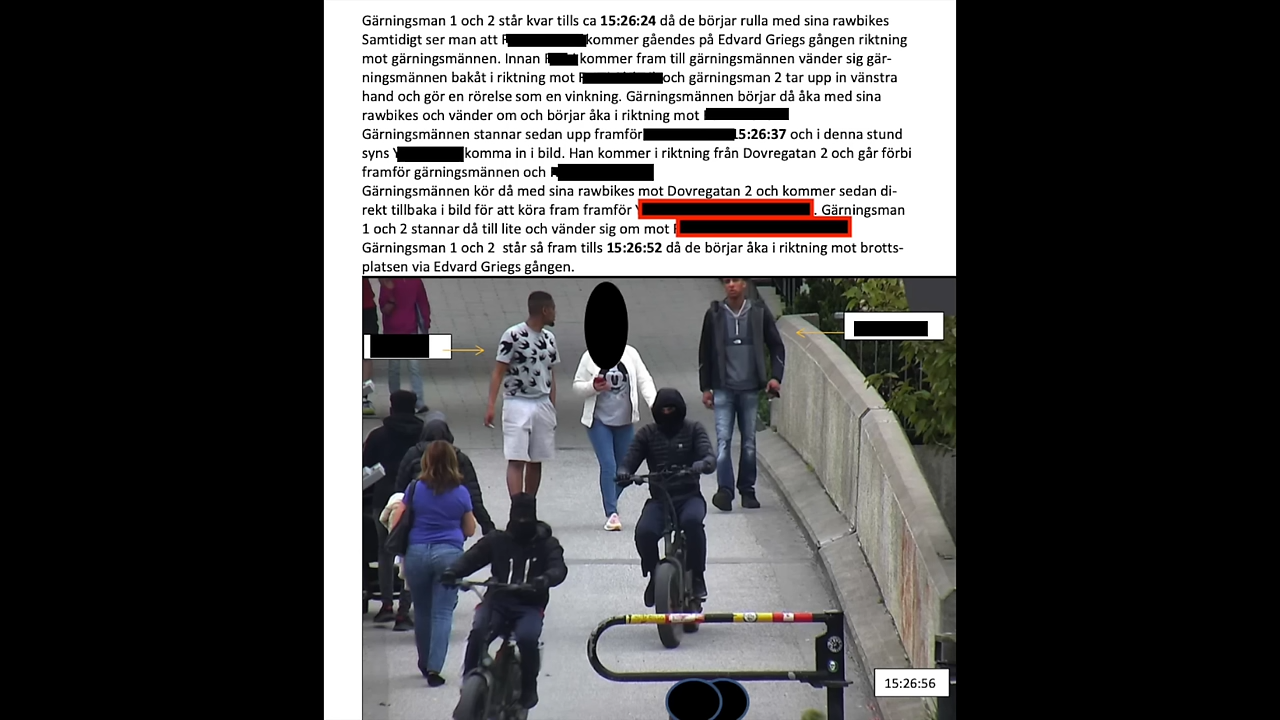 Gärningsman 1 och 2 står kvar tills ca 15:26:24 då de börjar rulla med sina rawbikes
Samtidigt ser man att kommer gåendes på Edvard Griegs gången riktning
mot gärningsmännen. Innan kommer fram till gärningsmännen vänder sig gär-
ningsmännen bakåt i riktning mot och gärningsman 2 tar upp in vänstra
hand och gör en rörelse som en vinkning. Gärningsmännen börjar då åka med sina
rawbikes och vänder om och börjar åka i riktning mot
Gärningsmännen stannar sedan upp framför 15:26:37 och i denna stund
syns komma in i bild. Han kommer i riktning från Dovregatan 2 och går förbi
framför gärningsmännen och
Gärningsmännen kör då med sina rawbikes mot Dovregatan 2 och kommer sedan di-
rekt tillbaka i bild för att köra fram framför . Gärningsman
1 och 2 stannar då till lite och vänder sig om mot
Gärningsman 1 och 2 står så fram tills 15:26:52 då de börjar åka i riktning mot brotts-
platsen via Edvard Griegs gången.
15:26:56